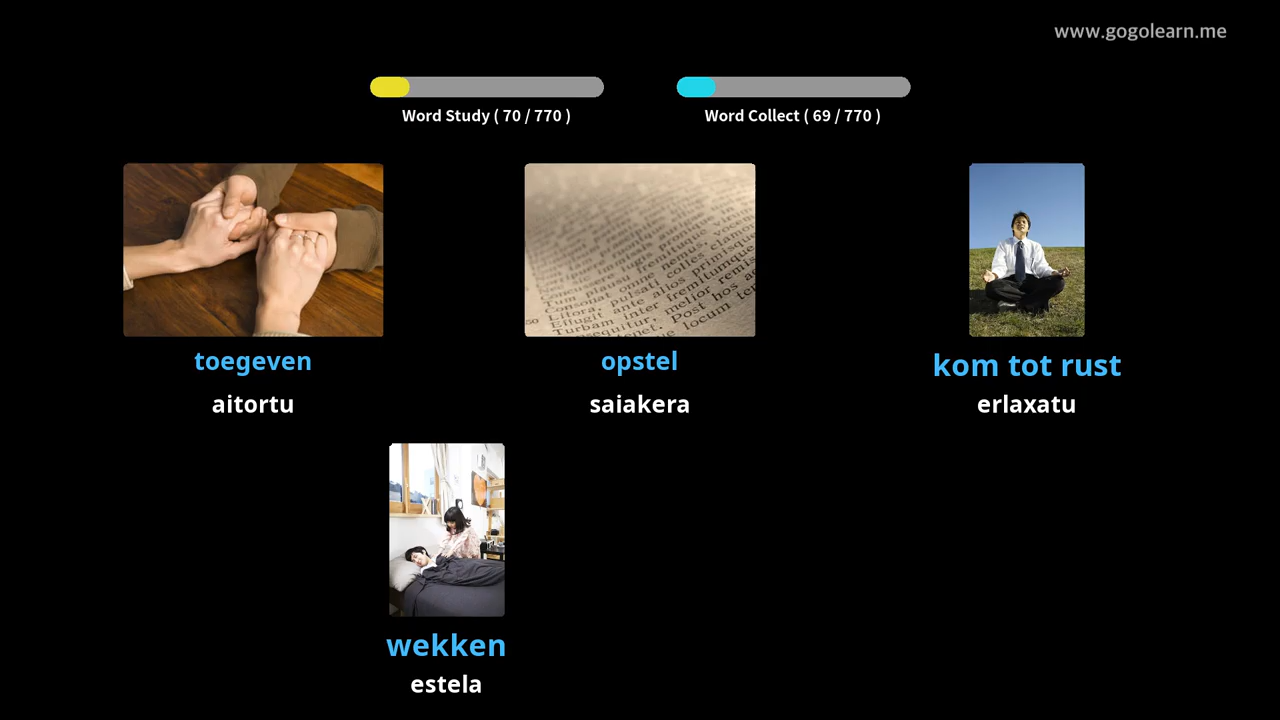 www.gogolearn.me
Word Study ( 70 / 770 )
Word Collect ( 69 / 770 )
toegeven
opstel
kom tot rust
aitortu
saiakera
erlaxatu
wekken
estela